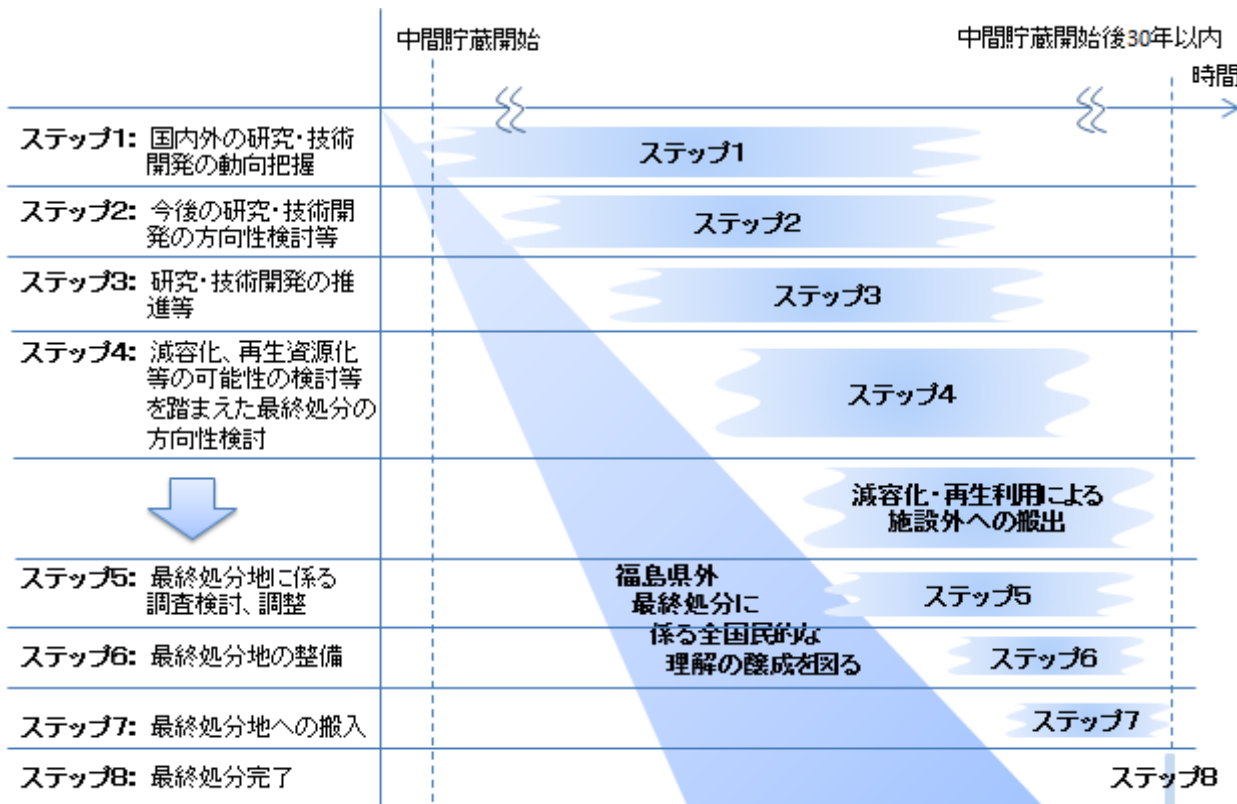 中間貯蔵開始
中間貯蔵開始後30年以内
時間
ステップ1: 国内外の研究・技術
開発の動向把握
ステップ1
ステップ2: 今後の研究・技術開
発の方向性検討等
ステップ2
ステップ3: 研究・技術開発の推
進等
ステップ3
ステップ4: 減容化、再生資源化
等の可能性の検討等
を踏まえた最終処分の
方向性検討
ステップ4
減容化・再生利用による
施設外への搬出
ステップ5: 最終処分地に係る
調査検討、調整
ステップ5
福島県外
最終処分に
係る全国民的な
理解の醸成を図る
ステップ6: 最終処分地の整備
ステップ6
ステップ7: 最終処分地への搬入
ステップ7
ステップ8: 最終処分完了
ステップ8